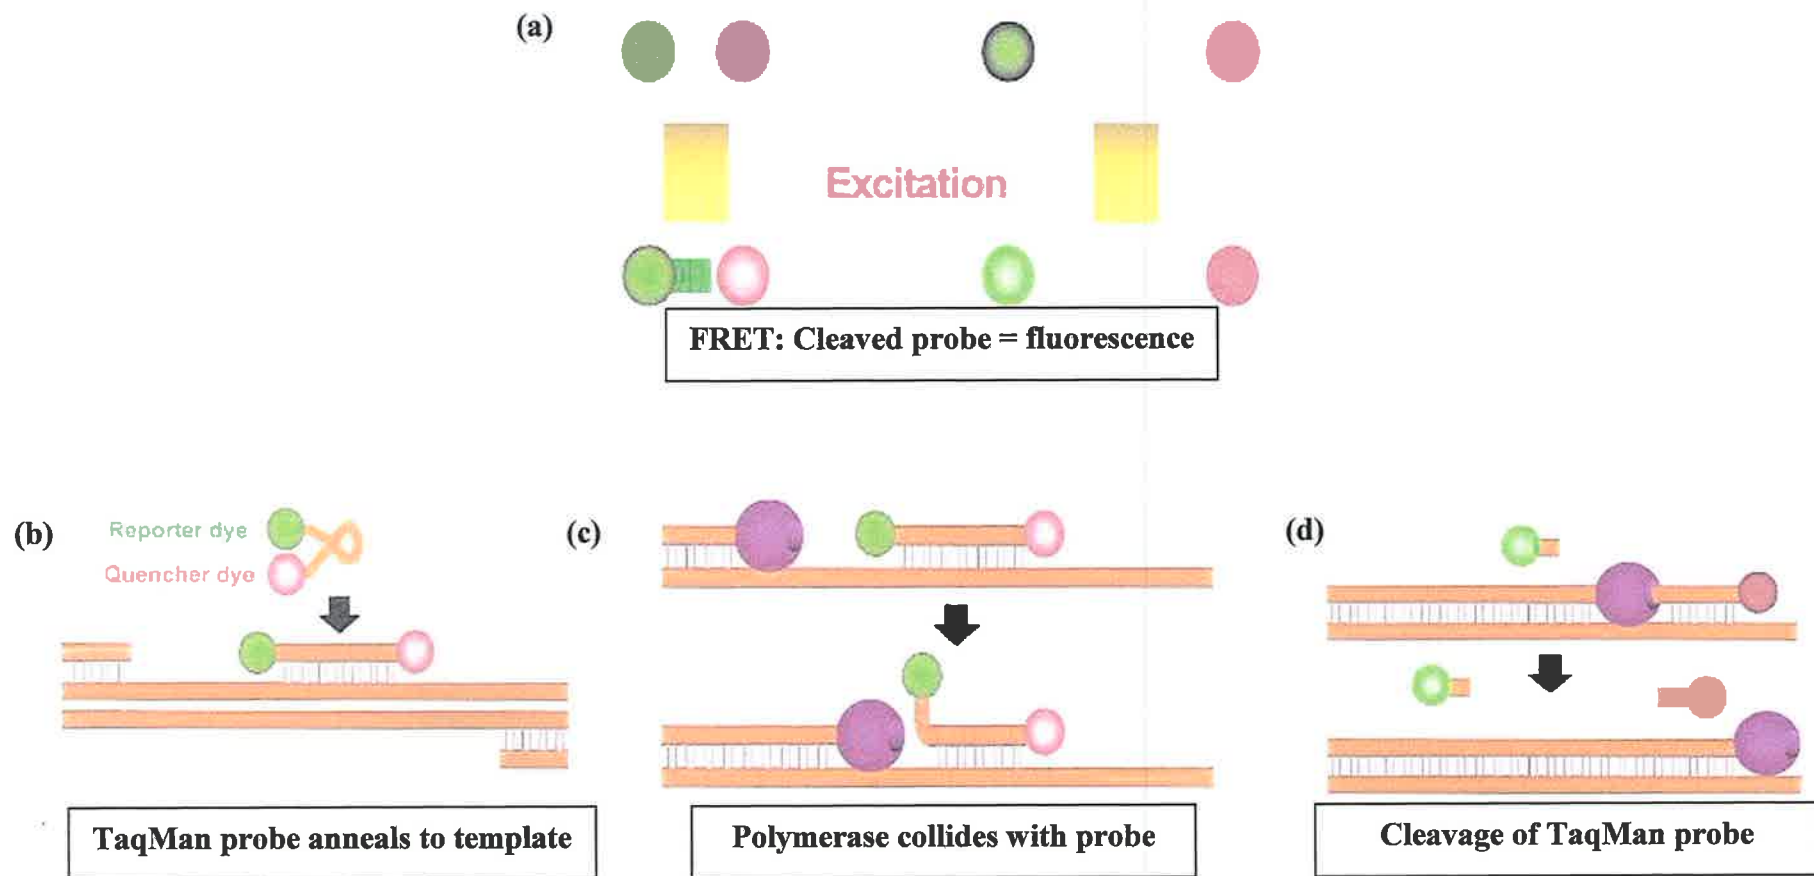 (a)
Excitation
FRET: Cleaved probe = fluorescence
(b)
Reporter dye
Quencher dye
TaqMan probe anneals to template
(c)
Polymerase collides with probe
(d)
Cleavage of TaqMan probe